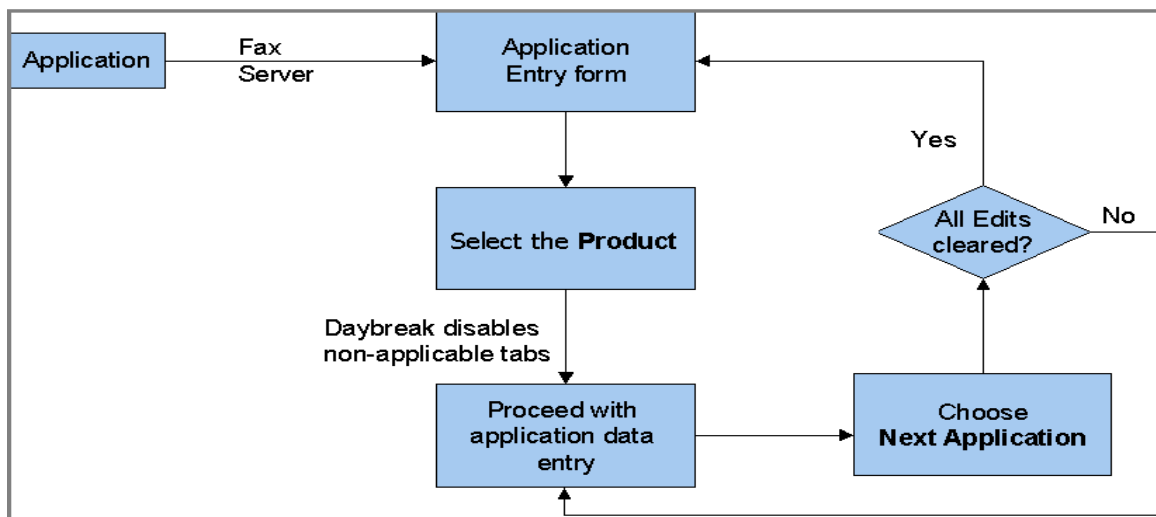 Application
Fax
Server
Application
Entry form
Select the Product
Daybreak disables
non-applicable tabs
Proceed with
application data
entry
Choose
Next Application
All Edits
cleared?
Yes
No